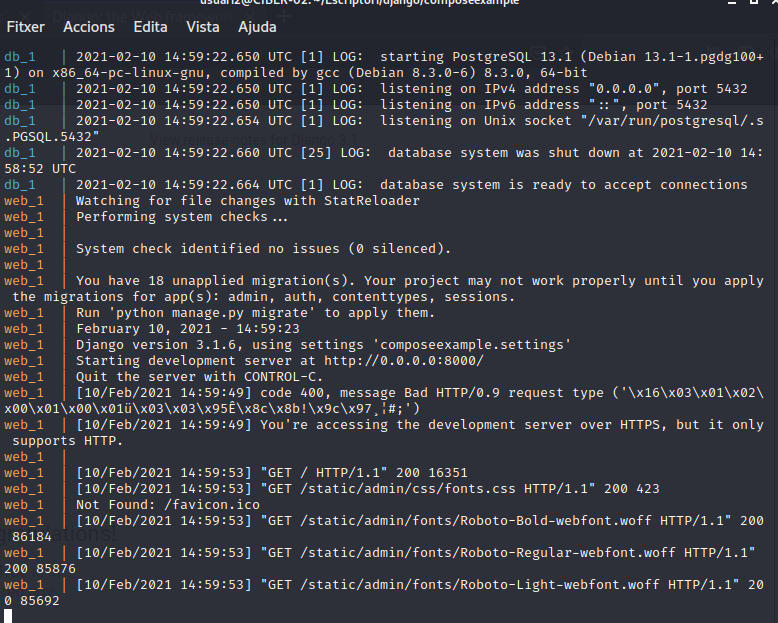 usuari2@CIBER-02: ~/Escriptori/django/composeexample
Fitxer Accions Edita Vista Ajuda
db_1 | 2021-02-10 14:59:22.650 UTC [1] LOG: starting PostgreSQL 13.1 (Debian 13.1-1.pgdg100+
1) on x86_64-pc-linux-gnu, compiled by gcc (Debian 8.3.0-6) 8.3.0, 64-bit
db_1 | 2021-02-10 14:59:22.650 UTC [1] LOG: listening on IPv4 address "0.0.0.0", port 5432
db_1 | 2021-02-10 14:59:22.650 UTC [1] LOG: listening on IPv6 address "::", port 5432
db_1 | 2021-02-10 14:59:22.654 UTC [1] LOG: listening on Unix socket "/var/run/postgresql/.s
.PGSQL.5432"
db_1 | 2021-02-10 14:59:22.660 UTC [25] LOG: database system was shut down at 2021-02-10 14:
58:52 UTC
db_1 | 2021-02-10 14:59:22.664 UTC [1] LOG: database system is ready to accept connections
web_1 | Watching for file changes with StatReloader
web_1 | Performing system checks...
web_1 |
web_1 | System check identified no issues (0 silenced).
web_1 |
web_1 | You have 18 unapplied migration(s). Your project may not work properly until you apply
the migrations for app(s): admin, auth, contenttypes, sessions.
web_1 | Run 'python manage.py migrate' to apply them.
web_1 | February 10, 2021 - 14:59:23
web_1 | Django version 3.1.6, using settings 'composeexample.settings'
web_1 | Starting development server at http://0.0.0.0:8000/
web_1 | Quit the server with CONTROL-C.
web_1 | [10/Feb/2021 14:59:49] code 400, message Bad HTTP/0.9 request type ('\x16\x03\x01\x02\
x00\x01\x00\x01ü\x03\x03\x95Ê\x8c\x8b!\x9c\x97¸¦#;')
web_1 | [10/Feb/2021 14:59:49] You're accessing the development server over HTTPS, but it only
supports HTTP.
web_1 |
web_1 | [10/Feb/2021 14:59:53] "GET / HTTP/1.1" 200 16351
web_1 | [10/Feb/2021 14:59:53] "GET /static/admin/css/fonts.css HTTP/1.1" 200 423
web_1 | Not Found: /favicon.ico
web_1 | [10/Feb/2021 14:59:53] "GET /static/admin/fonts/Roboto-Bold-webfont.woff HTTP/1.1" 200
86184
web_1 | [10/Feb/2021 14:59:53] "GET /static/admin/fonts/Roboto-Regular-webfont.woff HTTP/1.1"
200 85876
web_1 | [10/Feb/2021 14:59:53] "GET /static/admin/fonts/Roboto-Light-webfont.woff HTTP/1.1" 20
0 85692